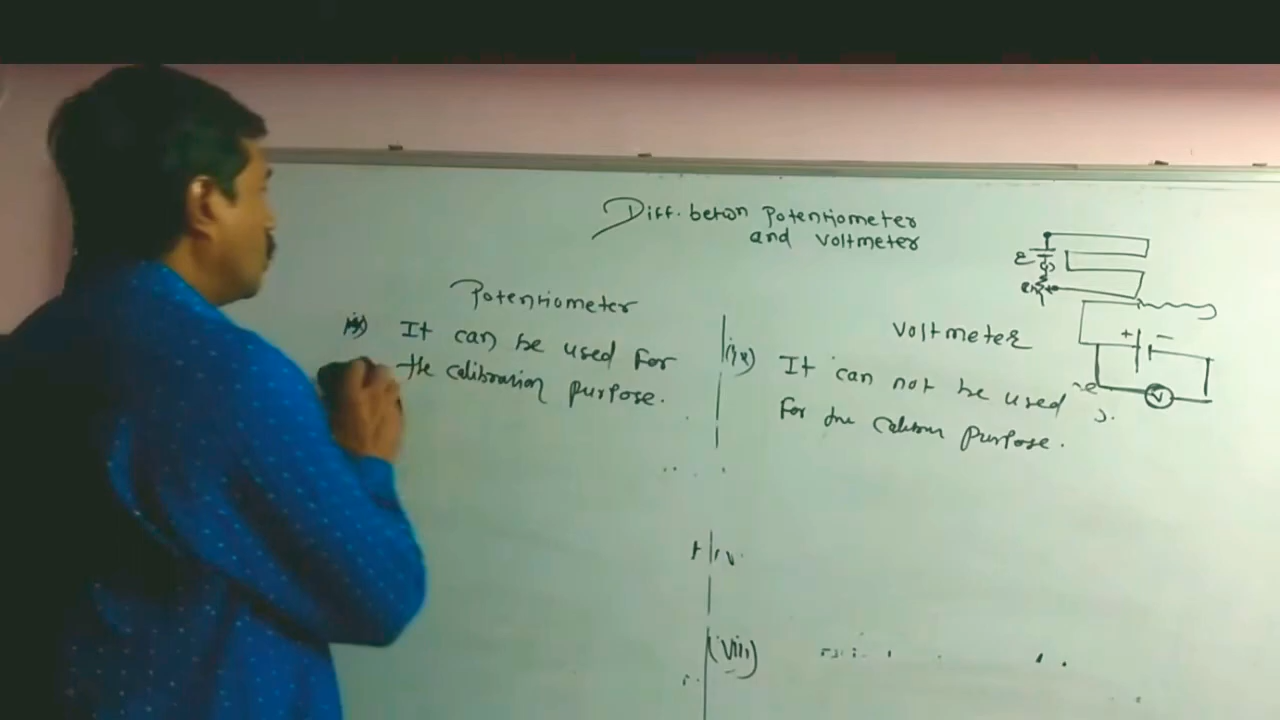 Diff. betwn Potentiometer
and Voltmeter
Potentiometer
It can be used for
the calibration purpose.
Voltmeter
(ix) It can not be used
for the purpose.
(viii)
E
+ -
V